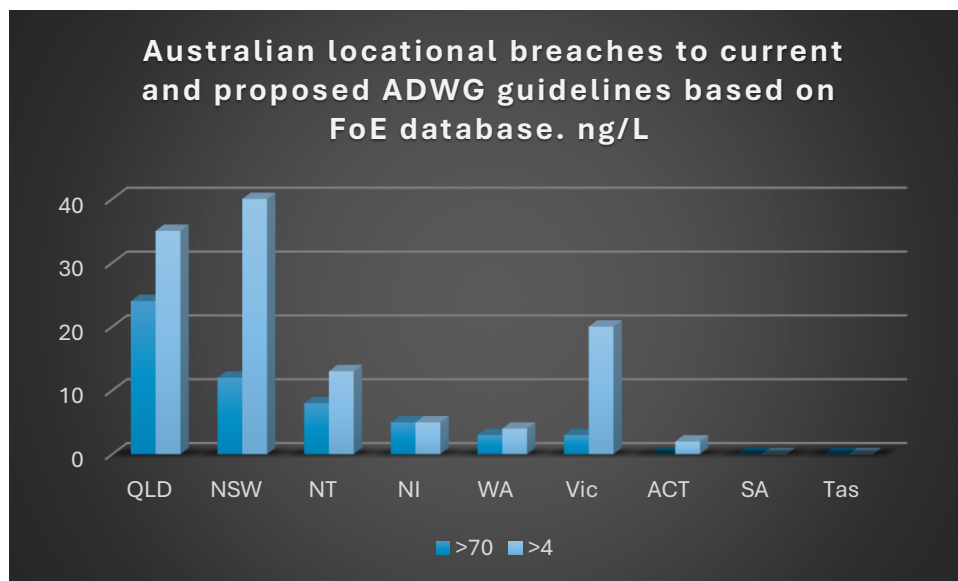 Australian locational breaches to current
and proposed ADWG guidelines based on
FoE database. ng/L
40
30
20
10
0
QLD NSW NT NI WA Vic ACT SA Tas
>70 >4